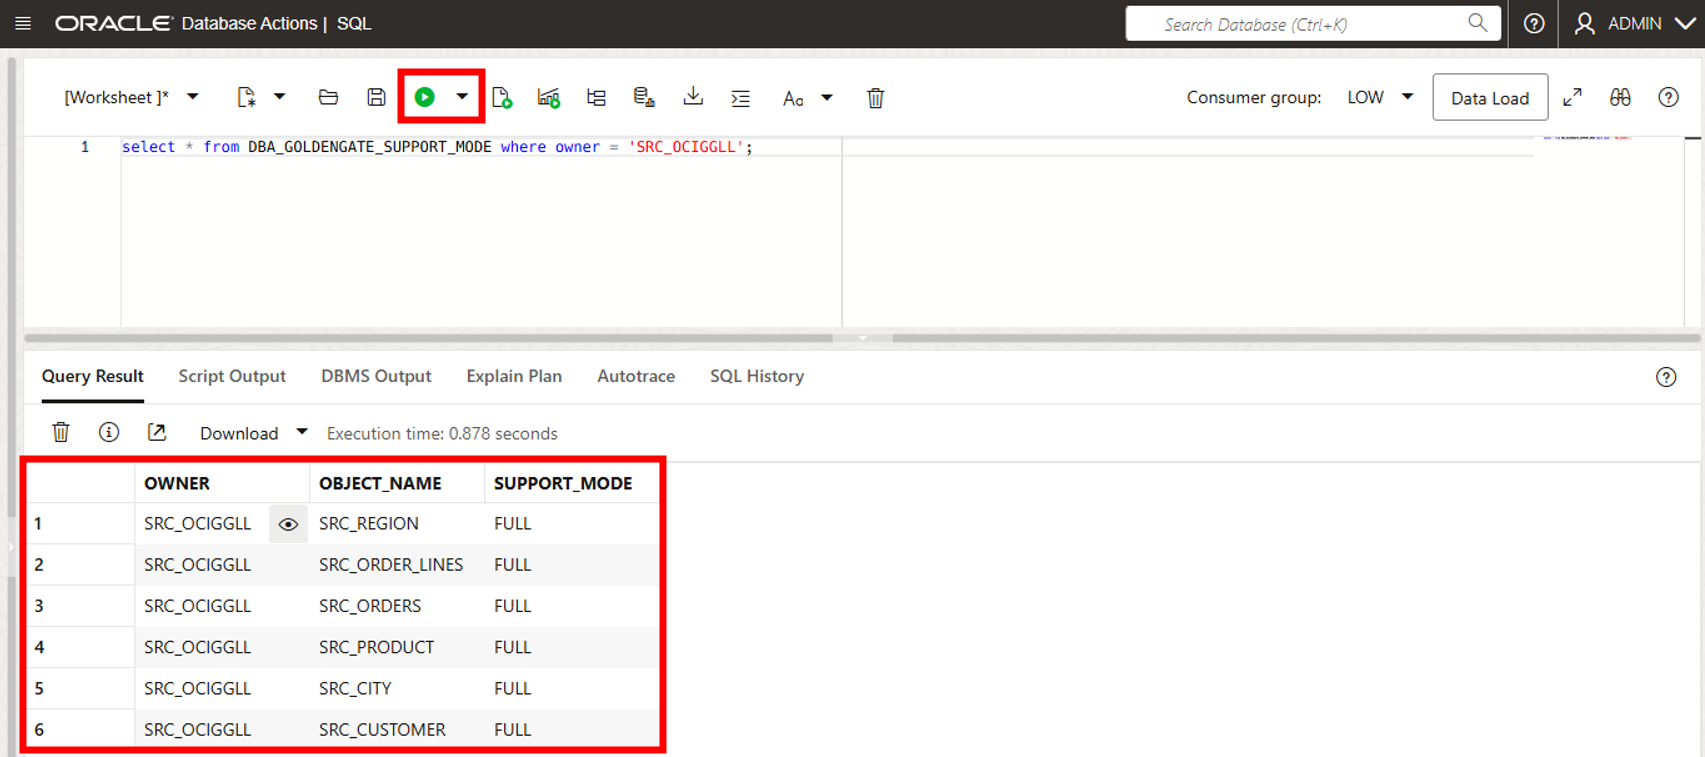 ORACLE Database Actions | SQL
Search Database (Ctrl+K)
ADMIN
[Worksheet ]*
Aa
Consumer group: LOW
Data Load
1 select * from DBA_GOLDENGATE_SUPPORT_MODE where owner = 'SRC_OCIGGLL';
Query Result Script Output DBMS Output Explain Plan Autotrace SQL History
Download Execution time: 0.878 seconds
OWNER OBJECT_NAME SUPPORT_MODE
1 SRC_OCIGGLL SRC_REGION FULL
2 SRC_OCIGGLL SRC_ORDER_LINES FULL
3 SRC_OCIGGLL SRC_ORDERS FULL
4 SRC_OCIGGLL SRC_PRODUCT FULL
5 SRC_OCIGGLL SRC_CITY FULL
6 SRC_OCIGGLL SRC_CUSTOMER FULL